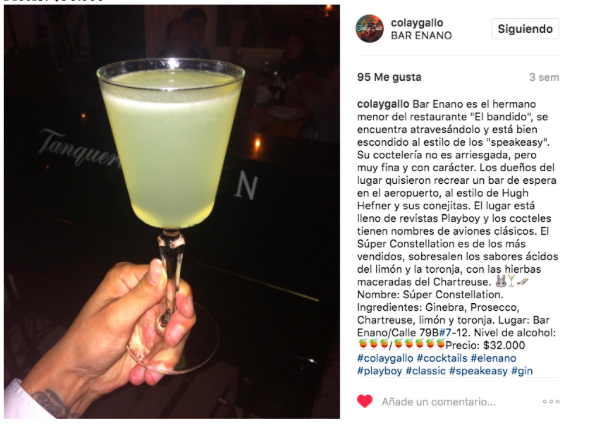 Tanquer
N
colaygallo
BAR ENANO
Siguiendo
95 Me gusta
3 sem
colaygallo Bar Enano es el hermano
menor del restaurante "El bandido", se
encuentra atravesándolo y está bien
escondido al estilo de los "speakeasy".
Su coctelería no es arriesgada, pero
muy fina y con carácter. Los dueños del
lugar quisieron recrear un bar de espera
en el aeropuerto, al estilo de Hugh
Hefner y sus conejitas. El lugar está
lleno de revistas Playboy y los cocteles
tienen nombres de aviones clásicos. El
Súper Constellation es de los más
vendidos, sobresalen los sabores ácidos
del limón y la toronja, con las hierbas
maceradas del Chartreuse.
Nombre: Súper Constellation.
Ingredientes: Ginebra, Prosecco,
Chartreuse, limón y toronja. Lugar: Bar
Enano/Calle 79B#7-12. Nivel de alcohol:
/ Precio: $32.000
#colaygallo #cocktails #elenano
#playboy #classic #speakeasy #gin
Añade un comentario...